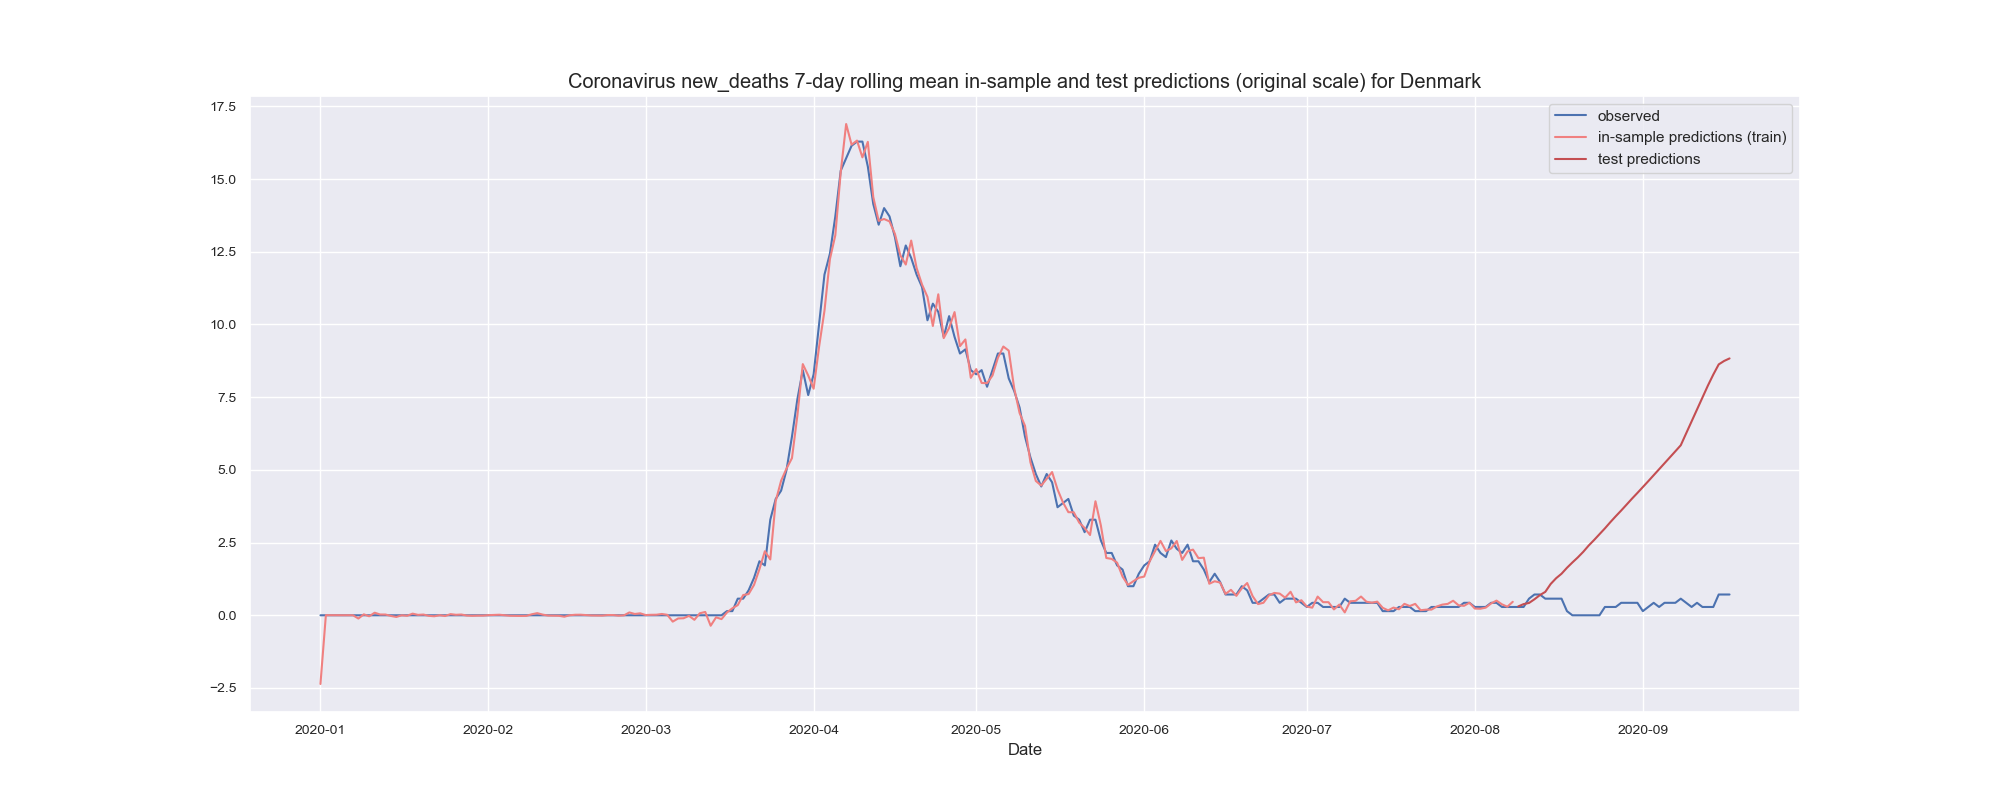 Coronavirus new_deaths 7-day rolling mean in-sample and test predictions (original scale) for Denmark
observed
in-sample predictions (train)
test predictions
17.5
15.0
12.5
10.0
7.5
5.0
2.5
0.0
−2.5
2020-01 2020-02 2020-03 2020-04 2020-05 2020-06 2020-07 2020-08 2020-09
Date